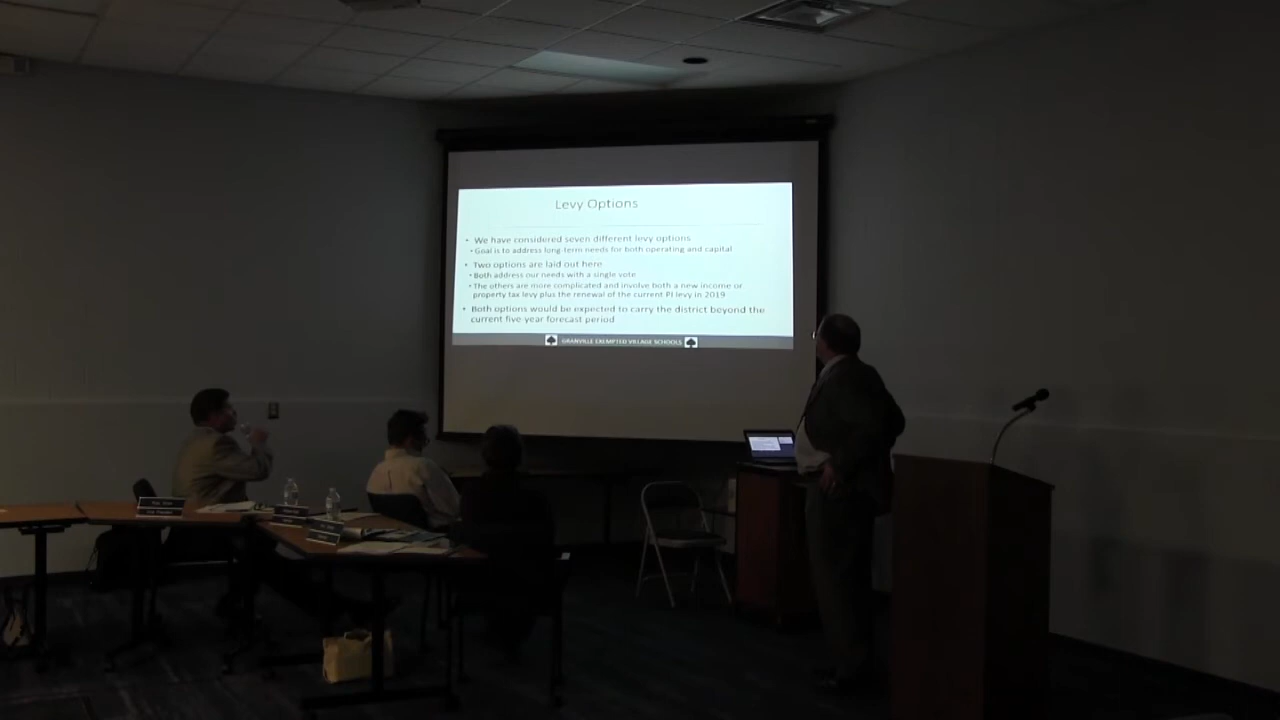 Levy Options
• We have considered seven different levy options
• Goal is to address long-term needs for both operating and capital
• Two options are laid out here
• Both address our needs with a single vote
• The others are more complicated and involve both a new income or
property tax levy plus the renewal of the current PI levy in 2019
• Both options would be expected to carry the district beyond the
current five-year forecast period
GRANVILLE EXEMPTED VILLAGE SCHOOLS